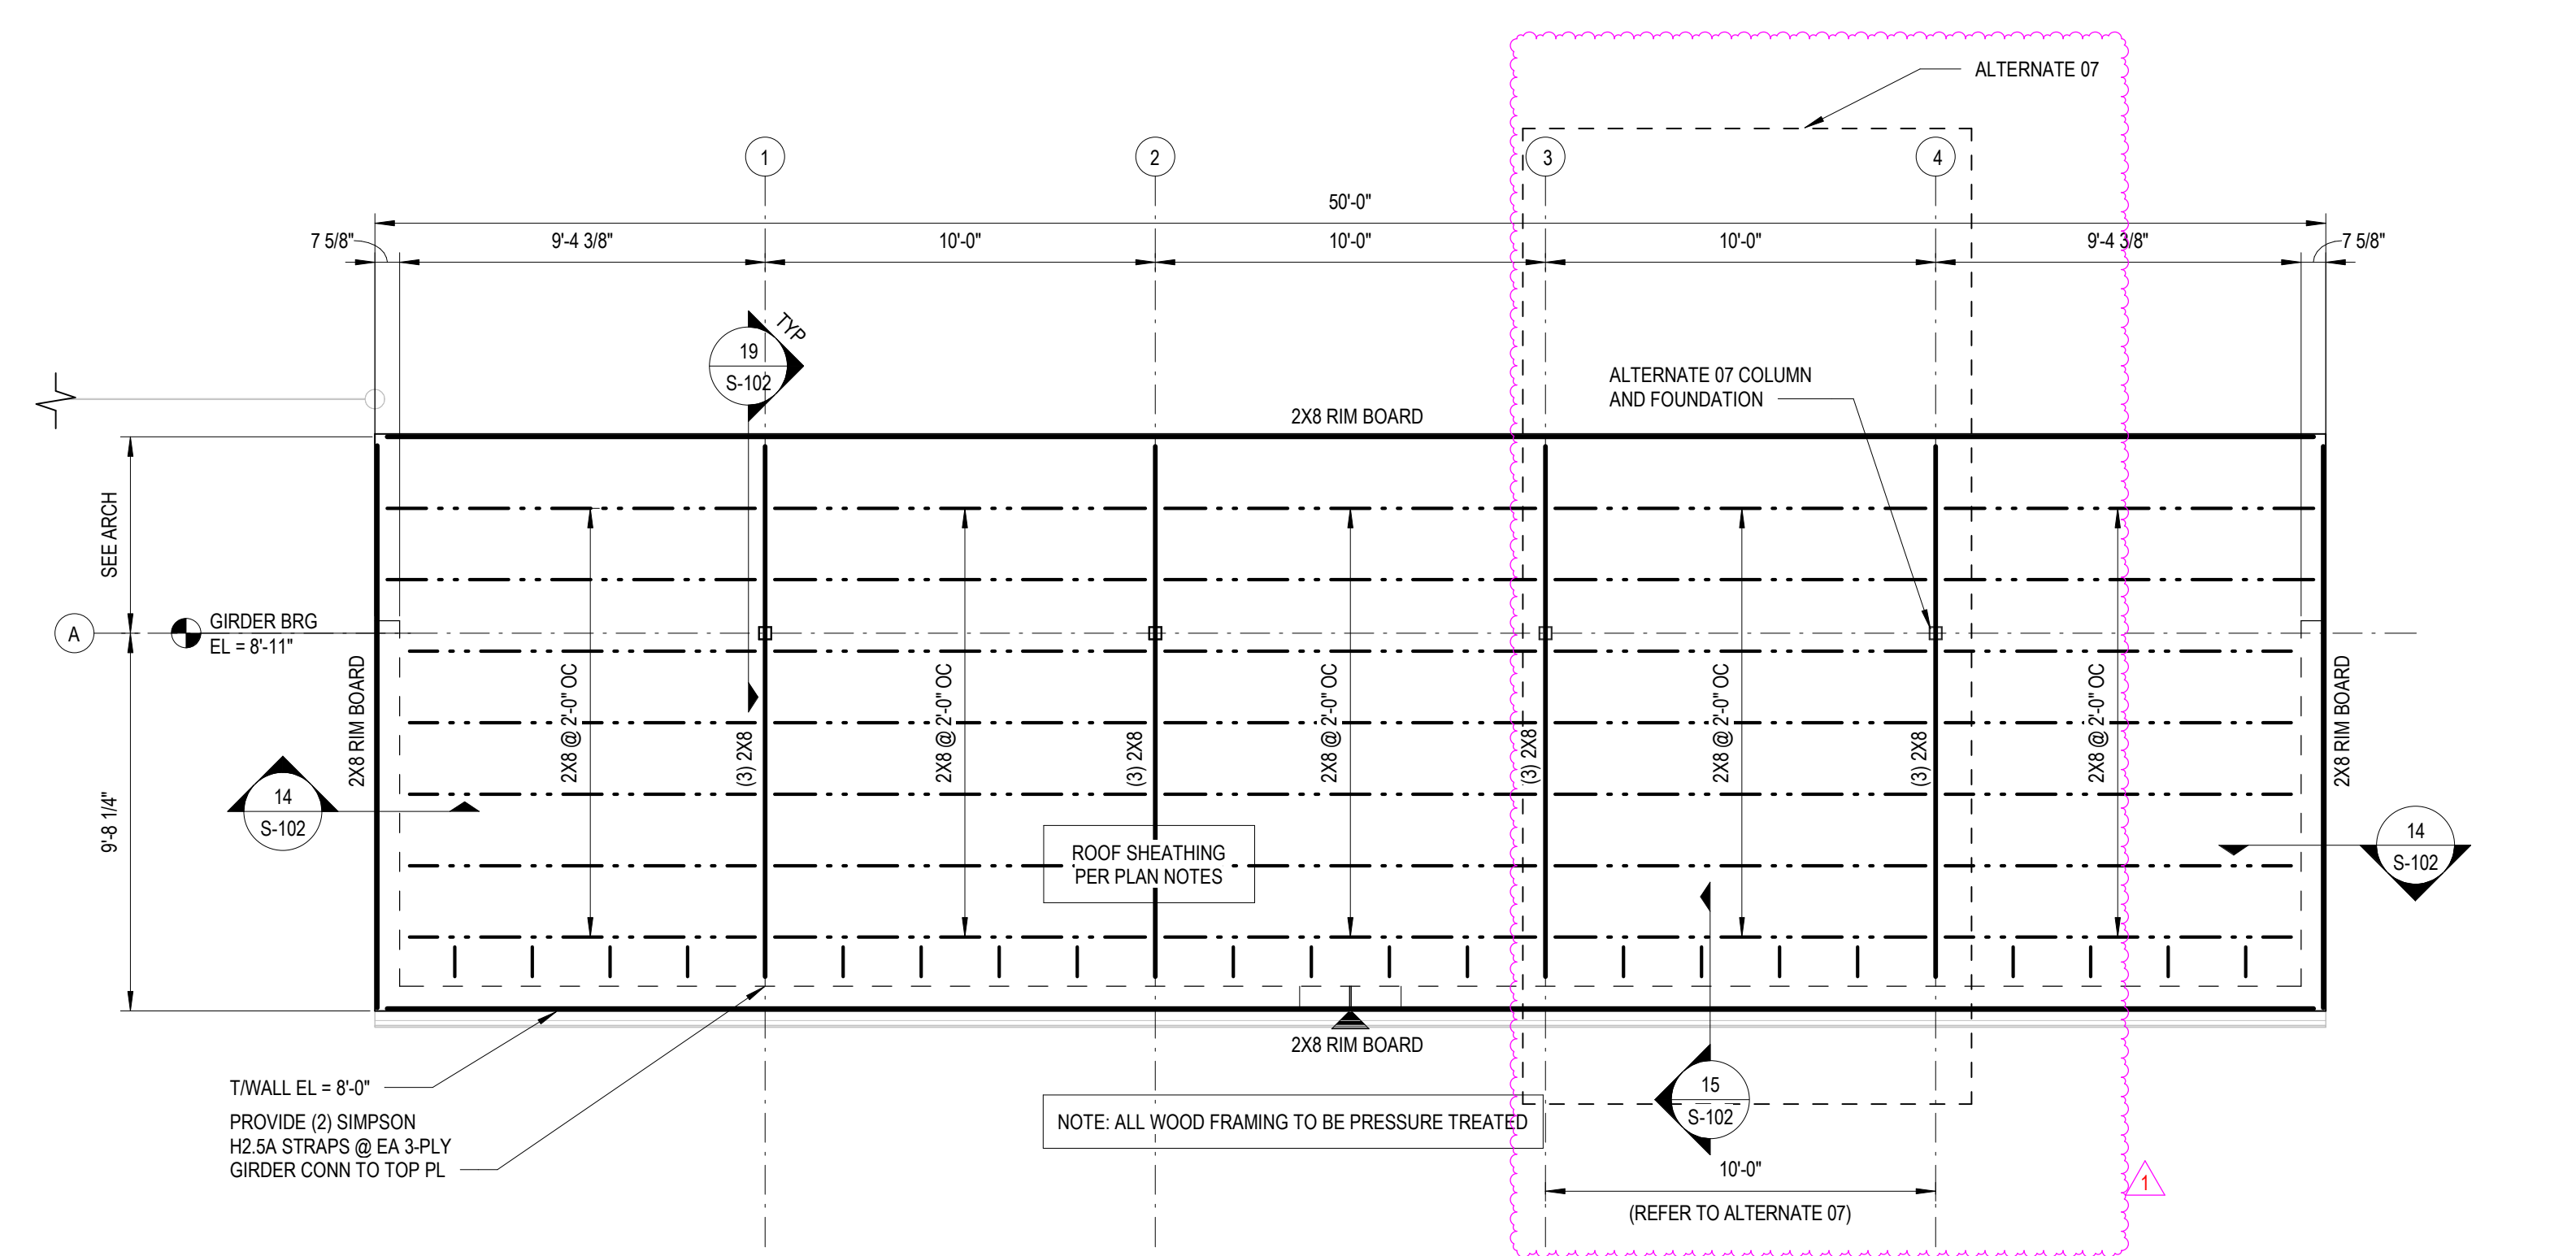 ALTERNATE 07
1
2
3
4
50'-0"
7 5/8"
9'-4 3/8"
10'-0"
10'-0"
10'-0"
9'-4 3/8"
7 5/8"
TYP
19
S-102
ALTERNATE 07 COLUMN
AND FOUNDATION
2X8 RIM BOARD
SEE ARCH
A
GIRDER BRG
EL = 8'-11"
2X8 RIM BOARD
2X8 @ 2'-0" OC
(3) 2X8
2X8 @ 2'-0" OC
(3) 2X8
2X8 @ 2'-0" OC
(3) 2X8
2X8 @ 2'-0" OC
(3) 2X8
2X8 @ 2'-0" OC
2X8 RIM BOARD
9'-8 1/4"
14
S-102
ROOF SHEATHING
PER PLAN NOTES
14
S-102
2X8 RIM BOARD
T/WALL EL = 8'-0"
PROVIDE (2) SIMPSON
H2.5A STRAPS @ EA 3-PLY
GIRDER CONN TO TOP PL
NOTE: ALL WOOD FRAMING TO BE PRESSURE TREATED
15
S-102
10'-0"
(REFER TO ALTERNATE 07)
1